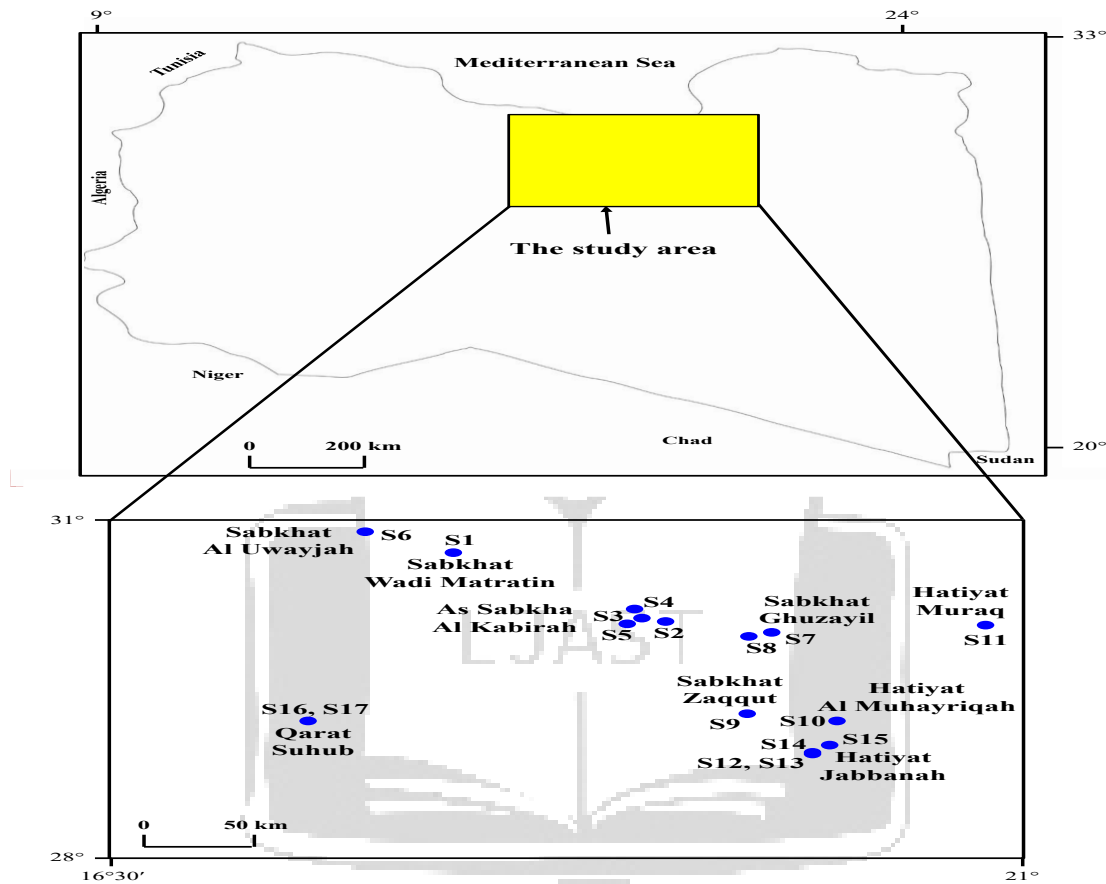 9°
24°
33°
Tunisia
Mediterranean Sea
Algeria
The study area
Niger
0
200 km
Chad
20°
Sudan
31°
Sabkhat
Al Uwayjah
S6
S1
Sabkhat
Wadi Matratin
As Sabkha
Al Kabirah
S4
S3
S5
S2
Sabkhat
Ghuzayil
S7
S8
Hatiyat
Muraq
S11
Sabkhat
Zaqqut
S9
Hatiyat
Al Muhayriqah
S10
S16, S17
Qarat
Suhub
S14
S15
S12, S13
Hatiyat
Jabbanah
LJAST
0
50 km
28°
16°30′
21°